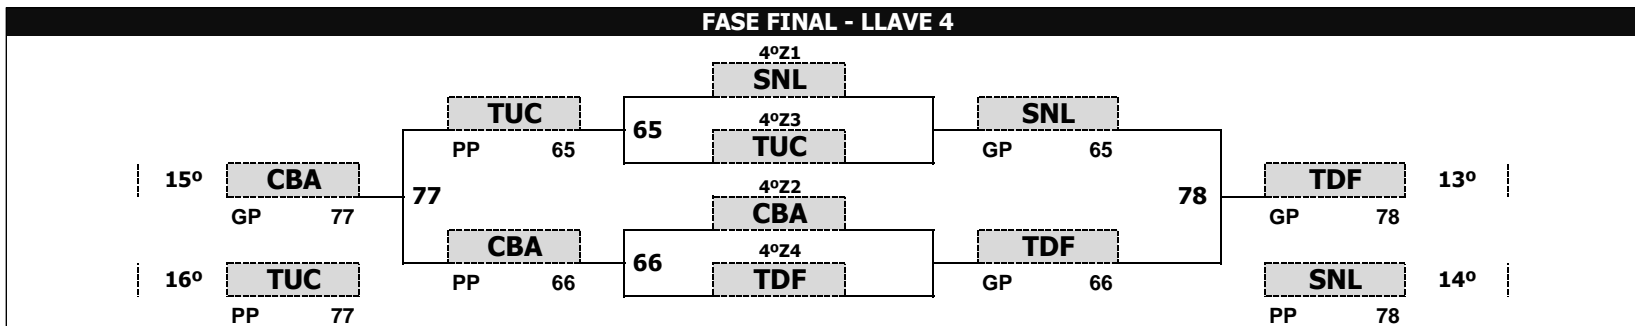 FASE FINAL - LLAVE 4
4ºZ1
SNL
TUC 65 4ºZ3 SNL
PP 65 TUC GP 65
15º CBA 77 4ºZ2 78 TDF 13º
GP 77 CBA GP 78
CBA 66 4ºZ4 TDF
16º TUC PP 66 TDF GP 66 SNL 14º
PP 77 PP 78